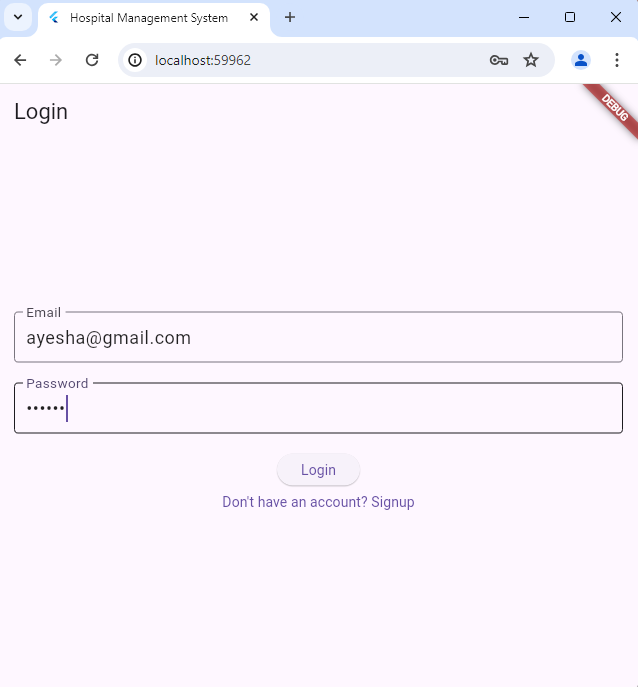 Hospital Management System
localhost:59962
DEBUG
Login
Email
ayesha@gmail.com
Password
••••••
Login
Don't have an account? Signup